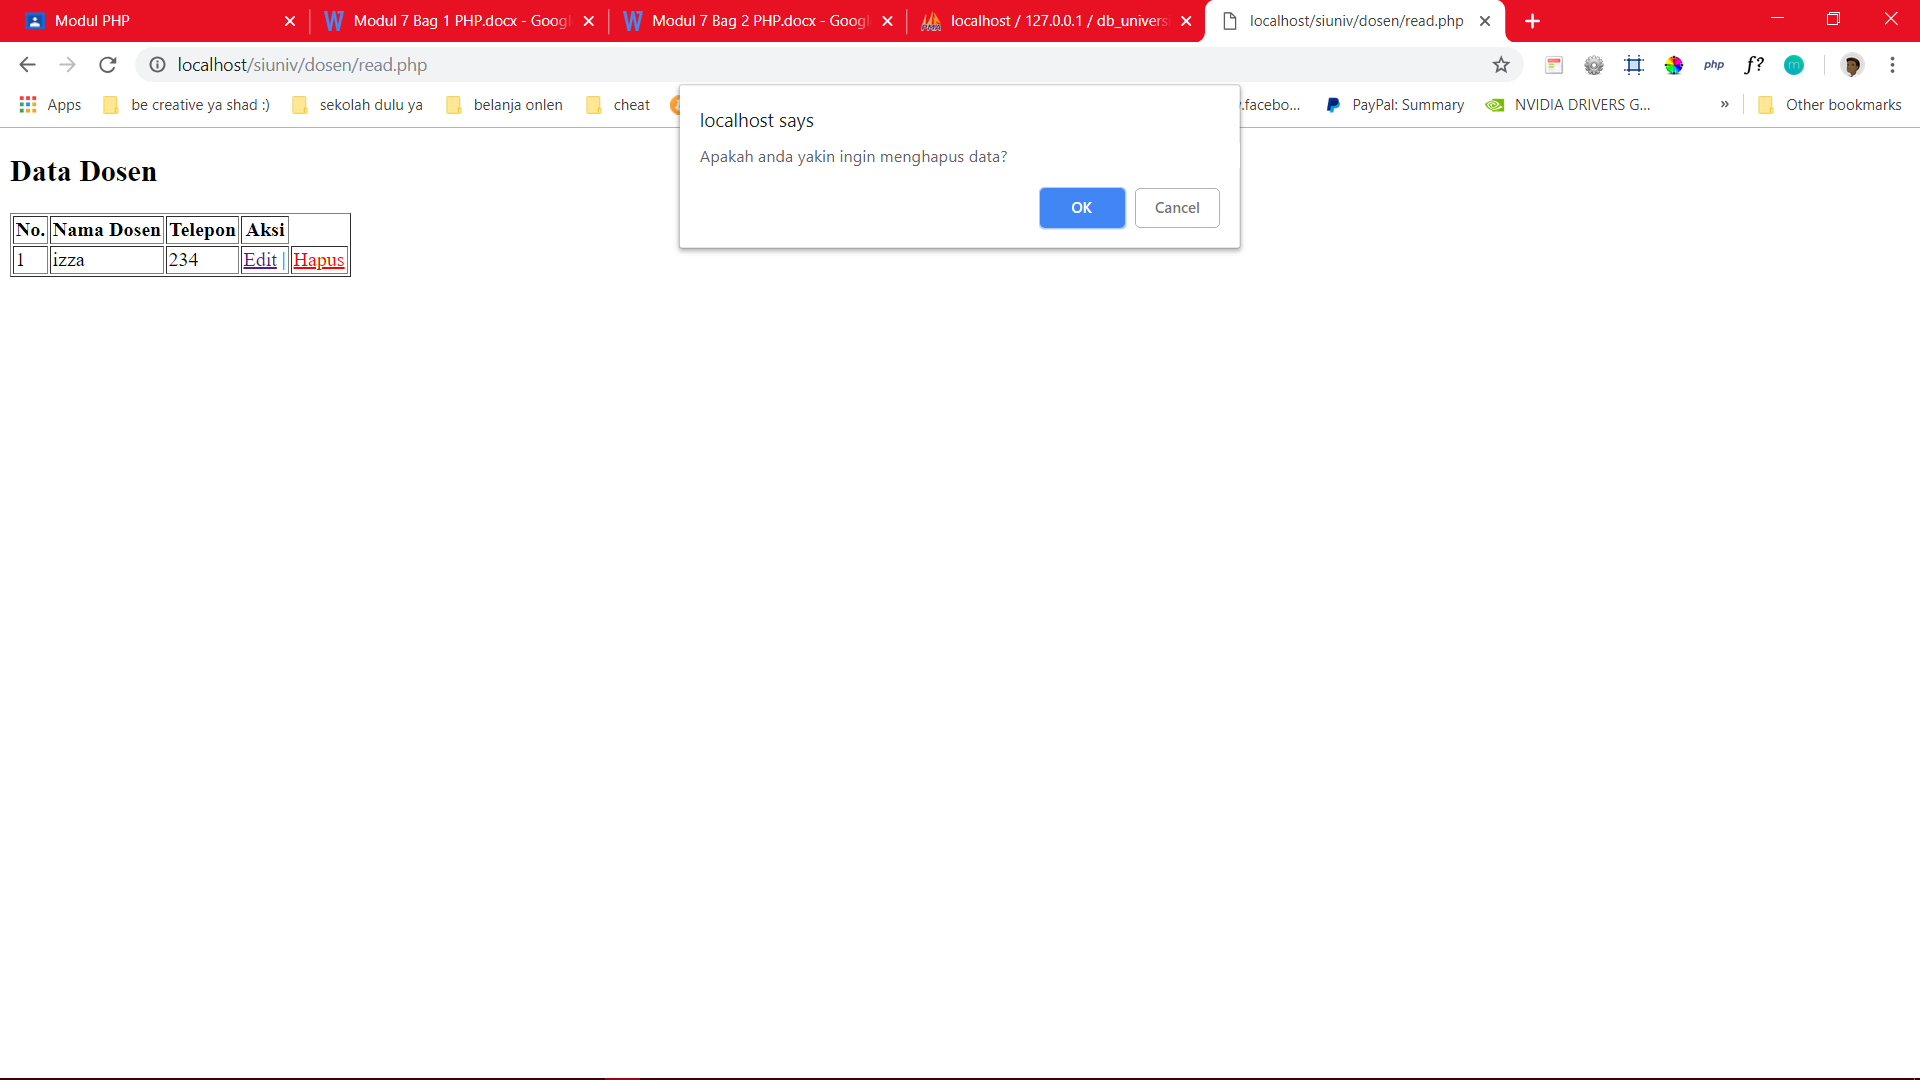 Modul PHP
Modul 7 Bag 1 PHP.docx - Googl
Modul 7 Bag 2 PHP.docx - Googl
localhost / 127.0.0.1 / db_univers
localhost/siuniv/dosen/read.php
localhost/siuniv/dosen/read.php
php
f?
m
Apps
be creative ya shad :)
sekolah dulu ya
belanja onlen
cheat
.facebo...
PayPal: Summary
NVIDIA DRIVERS G...
»
Other bookmarks
localhost says
Apakah anda yakin ingin menghapus data?
OK
Cancel
Data Dosen
No. Nama Dosen Telepon Aksi
1 izza 234 Edit | Hapus